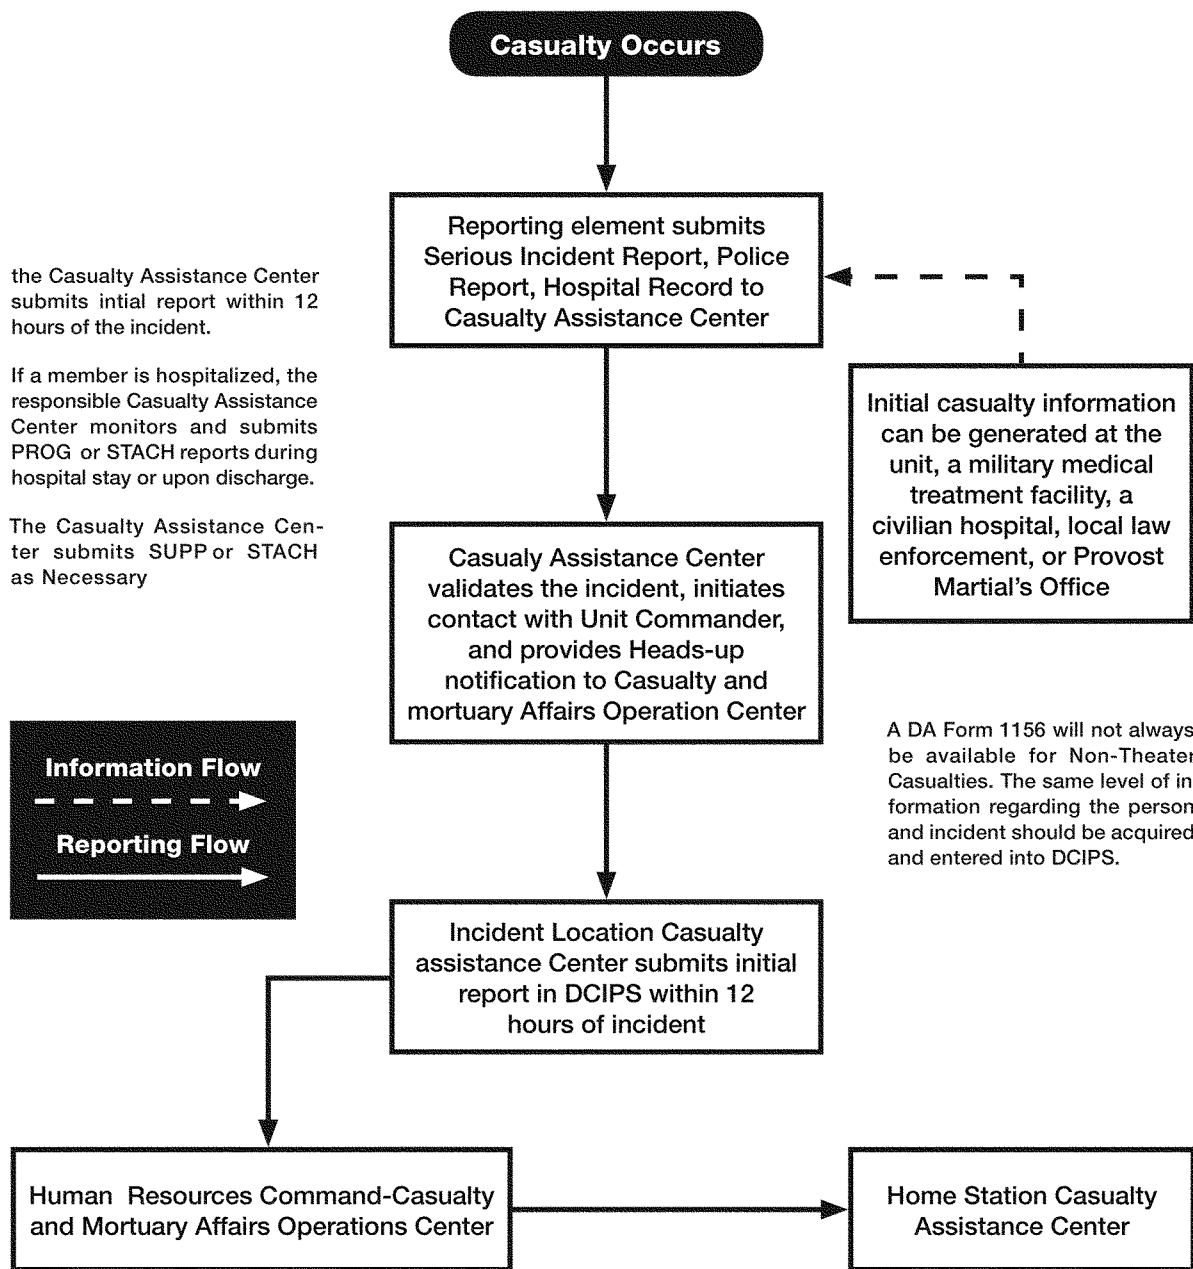 Casualty Occurs
Reporting element submits
Serious Incident Report, Police
Report, Hospital Record to
Casualty Assistance Center
the Casualty Assistance Center
submits intial report within 12
hours of the incident.
If a member is hospitalized, the
responsible Casualty Assistance
Center monitors and submits
PROG or STACH reports during
hospital stay or upon discharge.
The Casualty Assistance Cen-
ter submits SUPP or STACH
as Necessary
Initial casualty information
can be generated at the
unit, a military medical
treatment facility, a
civilian hospital, local law
enforcement, or Provost
Martial's Office
Casualy Assistance Center
validates the incident, initiates
contact with Unit Commander,
and provides Heads-up
notification to Casualty and
mortuary Affairs Operation Center
Information Flow
Reporting Flow
A DA Form 1156 will not always
be available for Non-Theater
Casualties. The same level of in
formation regarding the person
and incident should be acquired
and entered into DCIPS.
Incident Location Casualty
assistance Center submits initial
report in DCIPS within 12
hours of incident
Human Resources Command-Casualty
and Mortuary Affairs Operations Center
Home Station Casualty
Assistance Center